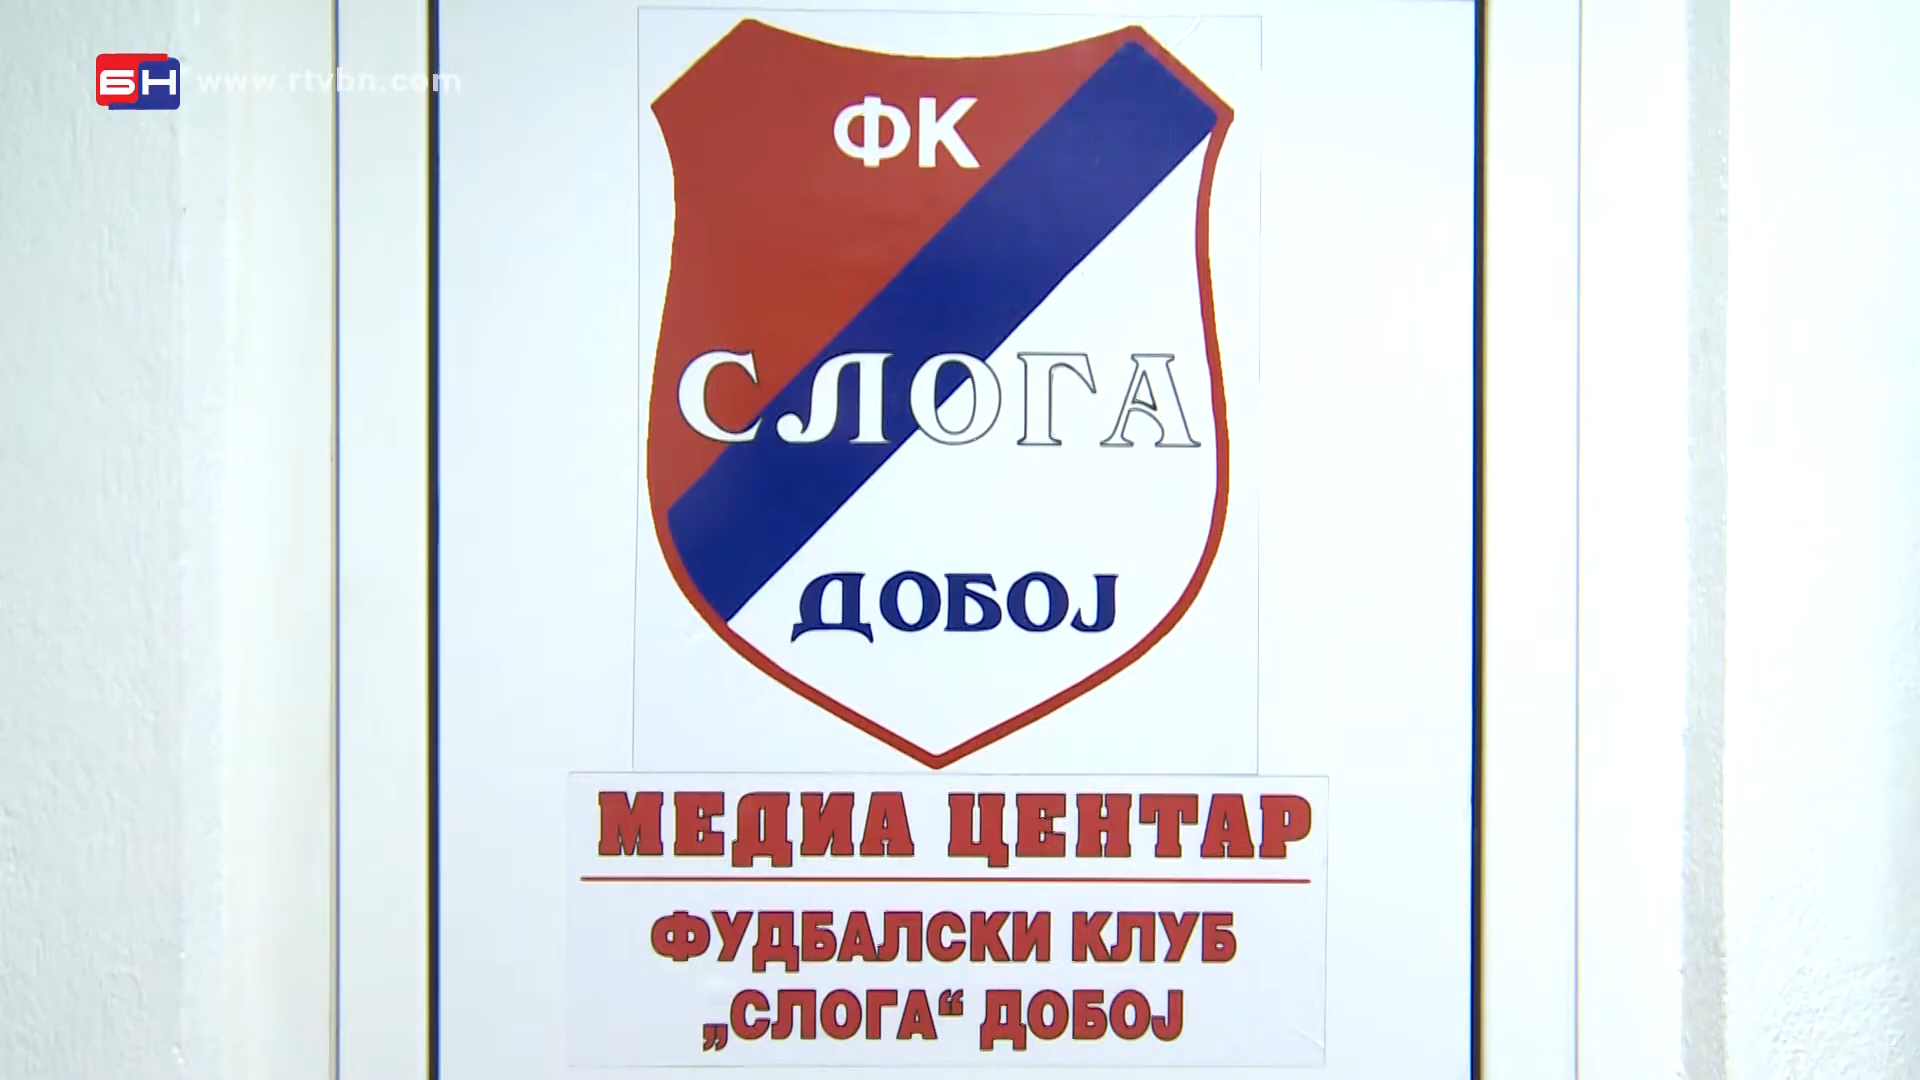 БН www.rtvbn.com
ФК
СЛОГА
ДОБОЈ
МЕДИА ЦЕНТАР
ФУДБАЛСКИ КЛУБ
„СЛОГА“ ДОБОЈ